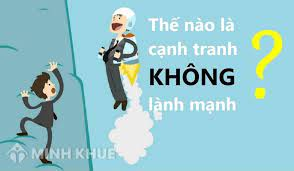 Thế nào là
cạnh tranh
KHÔNG
lành mạnh
?
MINH KHUE